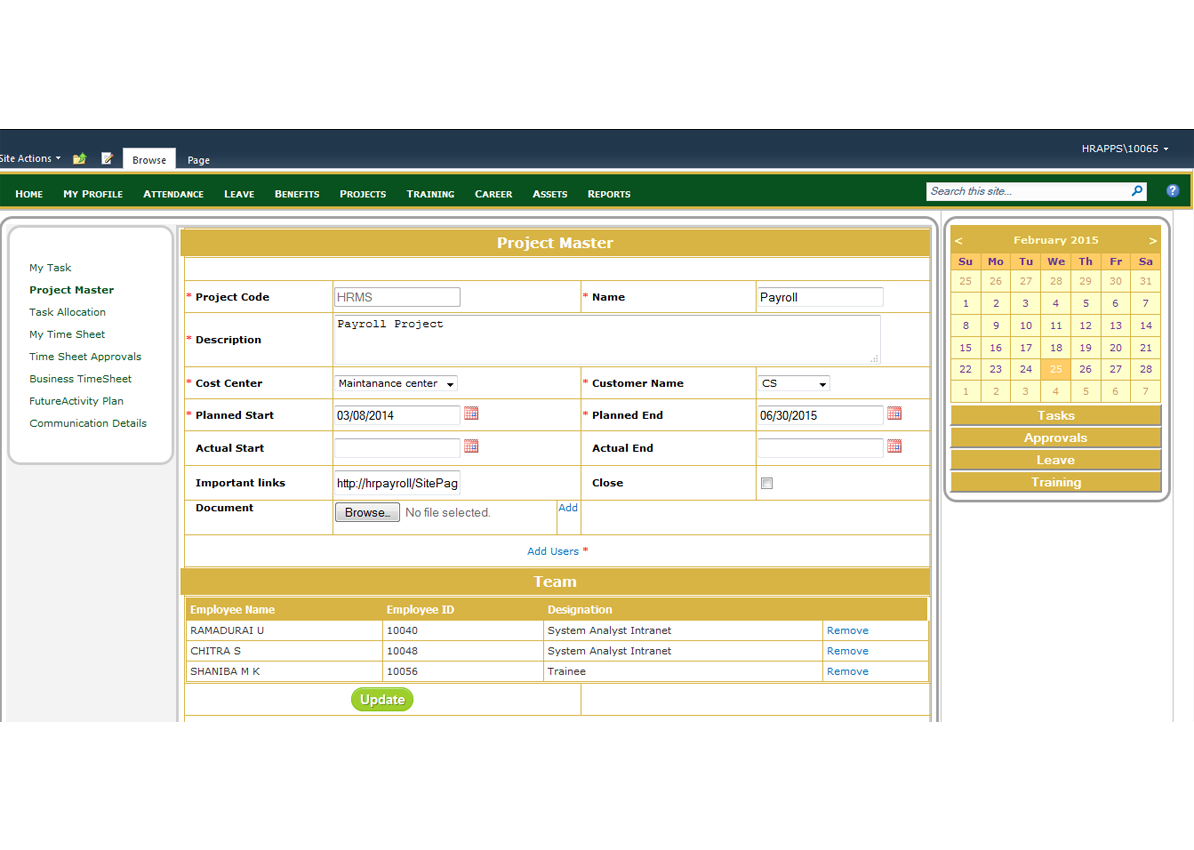 HRAPPS\10065
Site Actions Browse Page
HOME MY PROFILE ATTENDANCE LEAVE BENEFITS PROJECTS TRAINING CAREER ASSETS REPORTS Search this site... ?
My Task
Project Master
Task Allocation
My Time Sheet
Time Sheet Approvals
Business TimeSheet
FutureActivity Plan
Communication Details
Project Master
* Project Code HRMS * Name Payroll
* Description Payroll Project
* Cost Center Maintanance center * Customer Name CS
* Planned Start 03/08/2014 * Planned End 06/30/2015
Actual Start Actual End
Important links http://hrpayroll/SitePag Close
Document Browse... No file selected. Add
Add Users *
Team
Employee Name Employee ID Designation
RAMADURAI U 10040 System Analyst Intranet Remove
CHITRA S 10048 System Analyst Intranet Remove
SHANIBA M K 10056 Trainee Remove
Update
< February 2015 >
Su Mo Tu We Th Fr Sa
25 26 27 28 29 30 31
1 2 3 4 5 6 7
8 9 10 11 12 13 14
15 16 17 18 19 20 21
22 23 24 25 26 27 28
1 2 3 4 5 6 7
Tasks
Approvals
Leave
Training